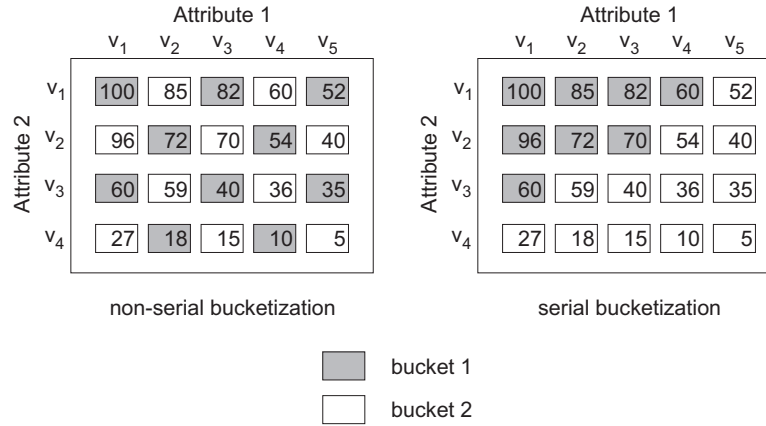 Attribute 1
v1 v2 v3 v4 v5
Attribute 2
v1 100 85 82 60 52
v2 96 72 70 54 40
v3 60 59 40 36 35
v4 27 18 15 10 5
non-serial bucketization
Attribute 1
v1 v2 v3 v4 v5
Attribute 2
v1 100 85 82 60 52
v2 96 72 70 54 40
v3 60 59 40 36 35
v4 27 18 15 10 5
serial bucketization
bucket 1
bucket 2